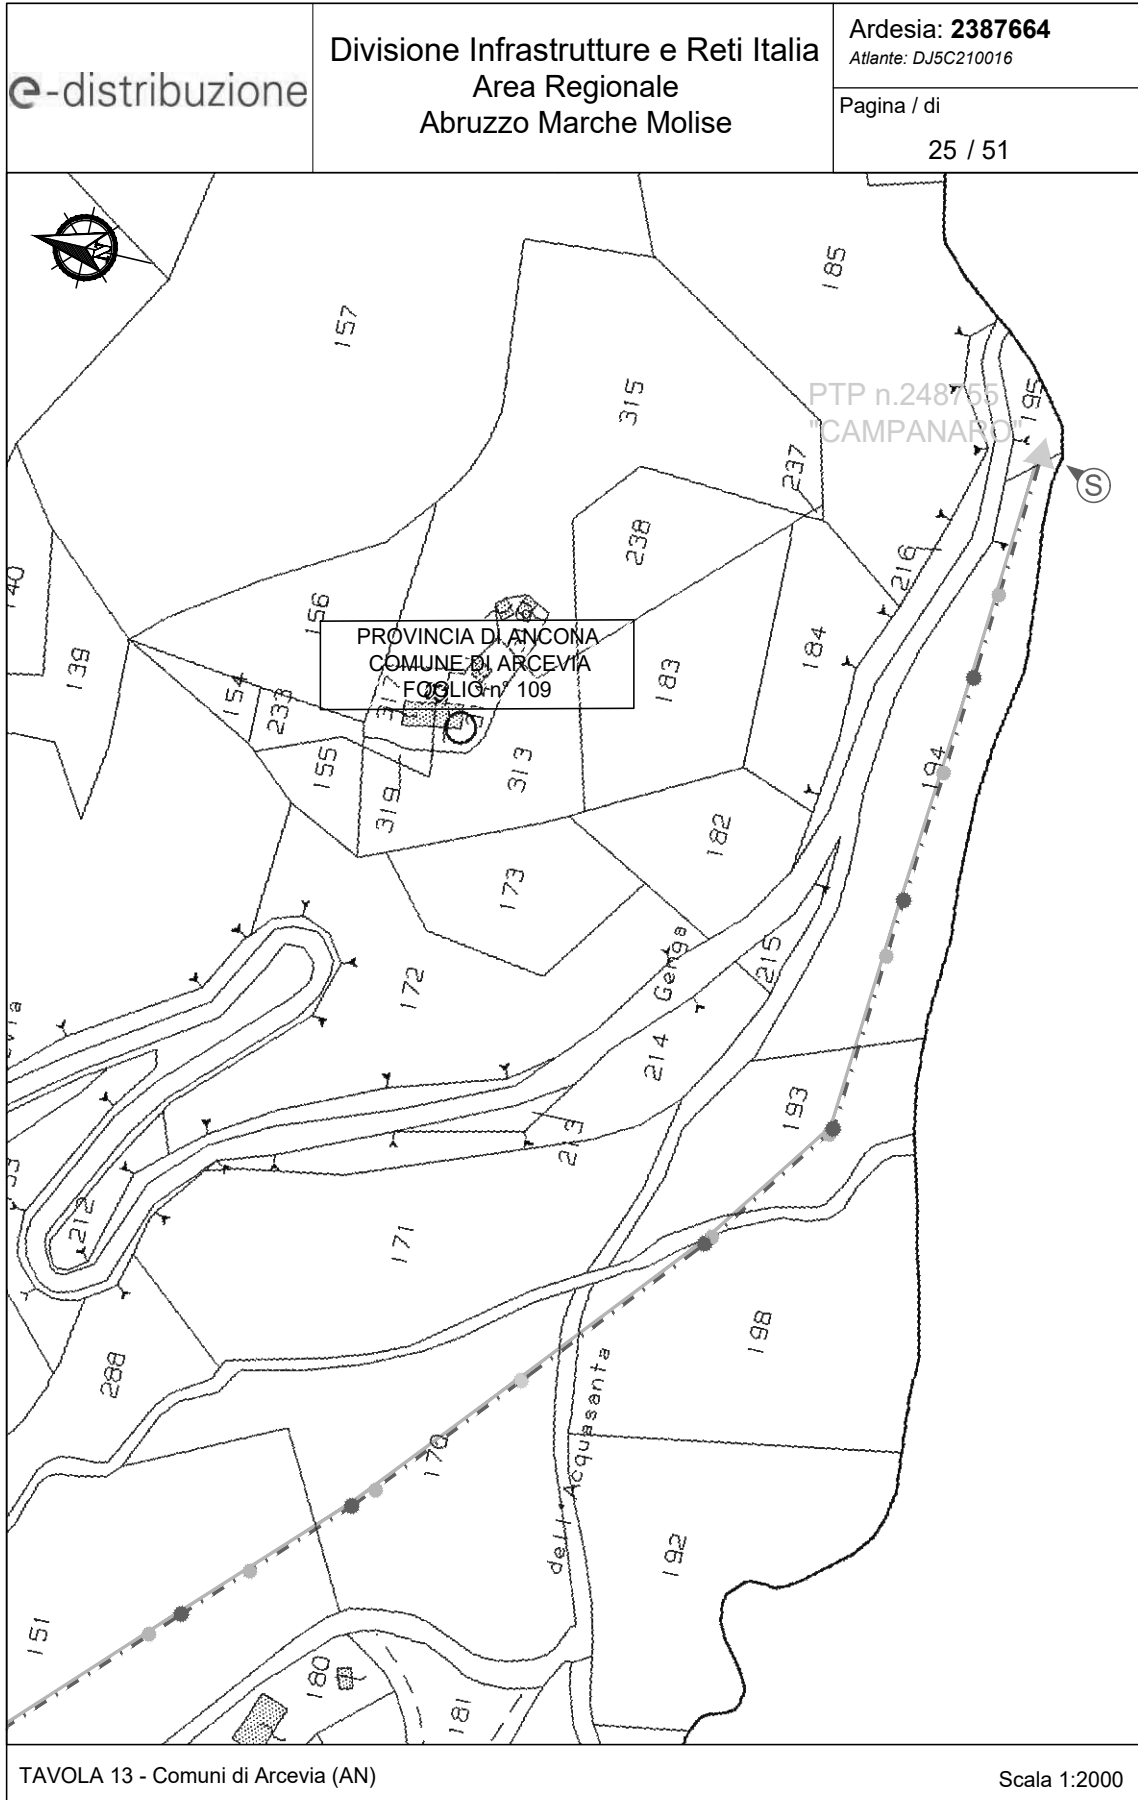 e-distribuzione
Divisione Infrastrutture e Reti Italia
Area Regionale
Abruzzo Marche Molise
Ardesia: 2387664
Atlante: DJ5C210016
Pagina / di
25 / 51
N
185
157
315
PTP n.248755
"CAMPANARO"
195
237
S
238
216
156
PROVINCIA DI ANCONA
COMUNE DI ARCEVIA
FOGLIO n° 109
139
154
233
317
183
184
155
319
313
194
182
173
172
Genga
215
214
193
213
212
171
198
288
170
dell'Acquasanta
192
151
180
181
TAVOLA 13 - Comuni di Arcevia (AN)
Scala 1:2000